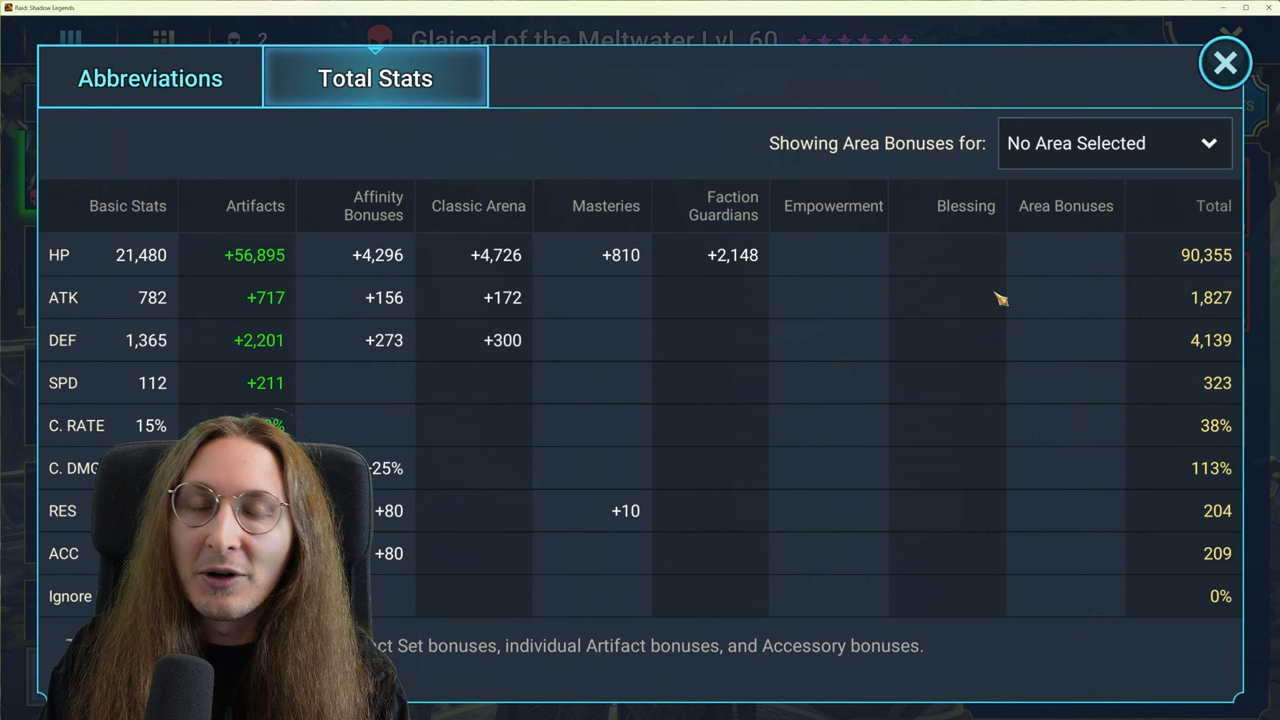 Raid: Shadow Legends
2
Glaicad of the Meltwater Lvl. 60
Abbreviations
Total Stats
Showing Area Bonuses for:
No Area Selected
Basic Stats Artifacts Affinity Bonuses Classic Arena Masteries Faction Guardians Empowerment Blessing Area Bonuses Total
HP 21,480 +56,895 +4,296 +4,726 +810 +2,148 90,355
ATK 782 +717 +156 +172 1,827
DEF 1,365 +2,201 +273 +300 4,139
SPD 112 +211 323
C. RATE 15% 38%
C. DMG 113%
RES +80 +10 204
ACC +80 209
Ignore 0%
Set bonuses, individual Artifact bonuses, and Accessory bonuses.